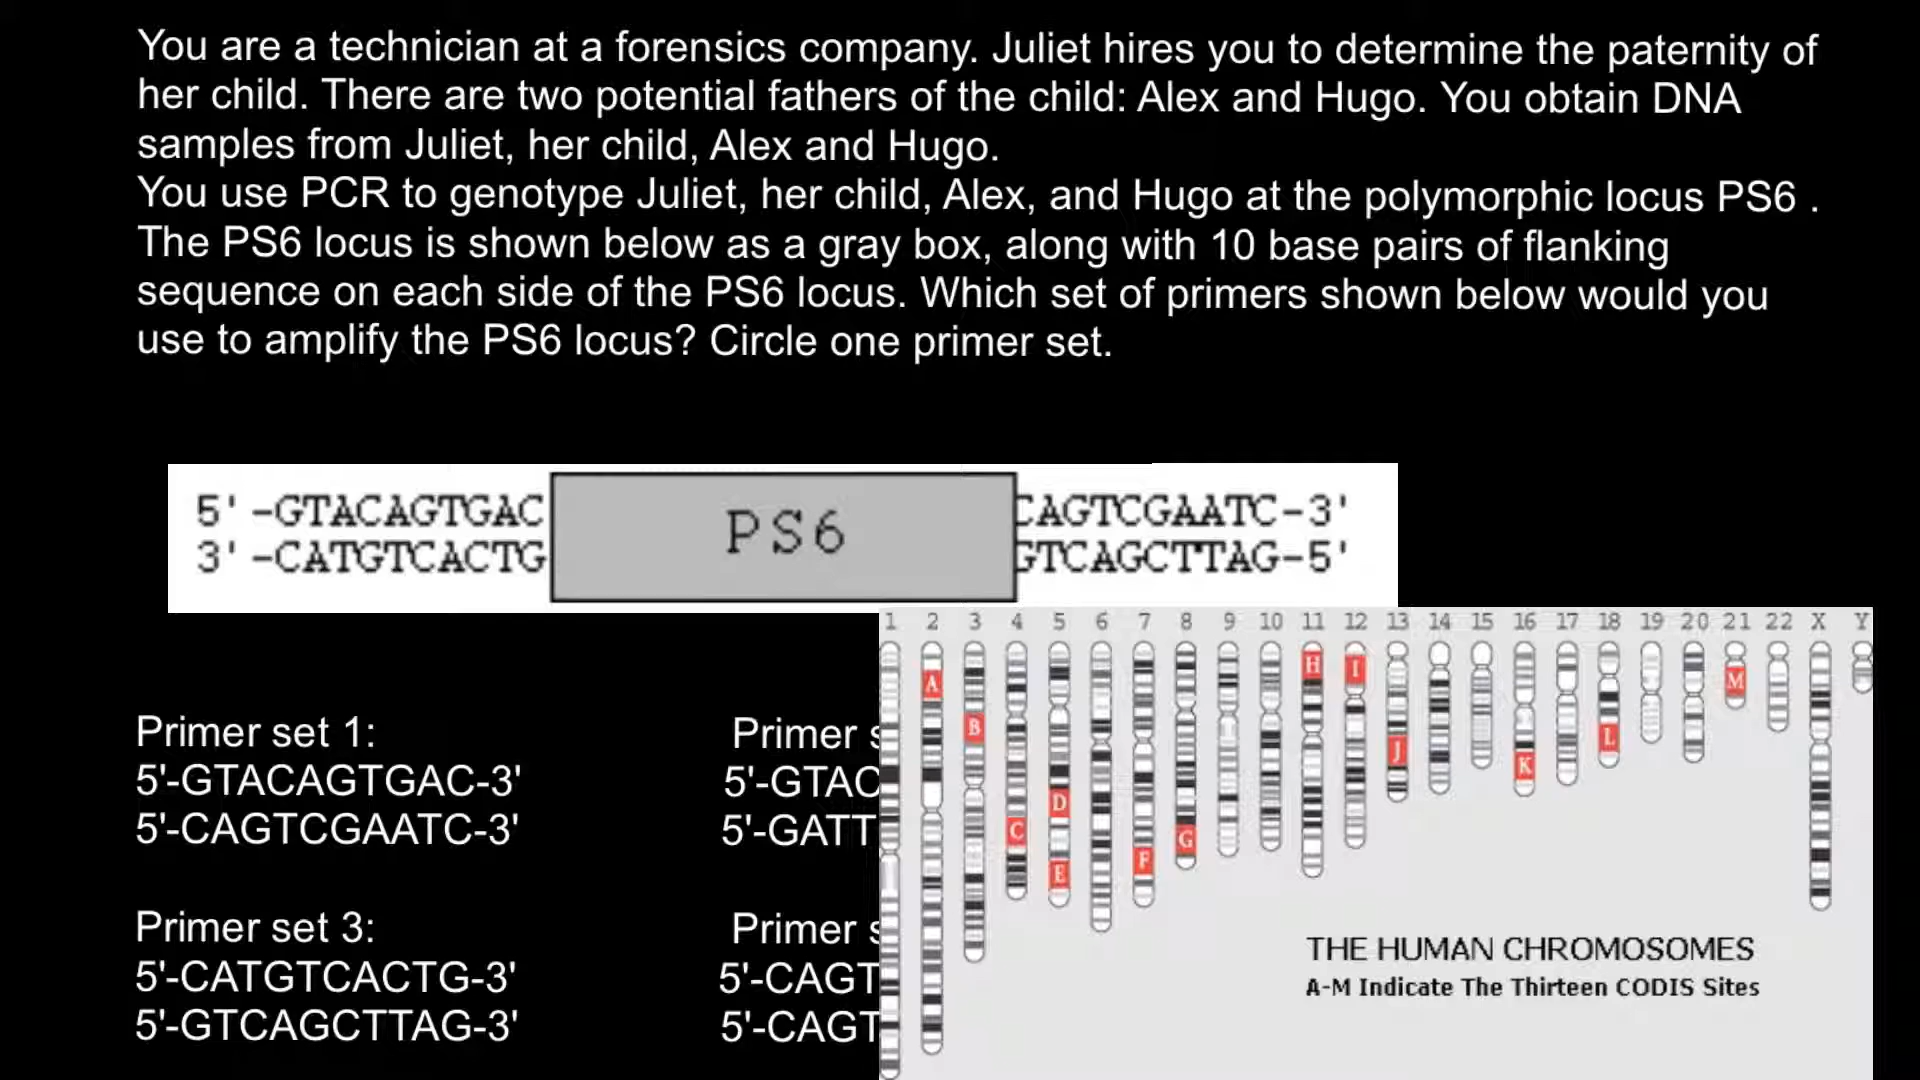 You are a technician at a forensics company. Juliet hires you to determine the paternity of
her child. There are two potential fathers of the child: Alex and Hugo. You obtain DNA
samples from Juliet, her child, Alex and Hugo.
You use PCR to genotype Juliet, her child, Alex, and Hugo at the polymorphic locus PS6 .
The PS6 locus is shown below as a gray box, along with 10 base pairs of flanking
sequence on each side of the PS6 locus. Which set of primers shown below would you
use to amplify the PS6 locus? Circle one primer set.
5'-GTACAGTGAC PS6 CAGTCGAATC-3'
3'-CATGTCACTG GTCAGCTTAG-5'
1 2 3 4 5 6 7 8 9 10 11 12 13 14 15 16 17 18 19 20 21 22 X Y
A B C D E F G H I J K L M
Primer set 1:
5'-GTACAGTGAC-3'
5'-CAGTCGAATC-3'
Primer
5'-GTAC
5'-GATT
Primer set 3:
5'-CATGTCACTG-3'
5'-GTCAGCTTAG-3'
Primer
5'-CAGT
5'-CAGT
THE HUMAN CHROMOSOMES
A-M Indicate The Thirteen CODIS Sites